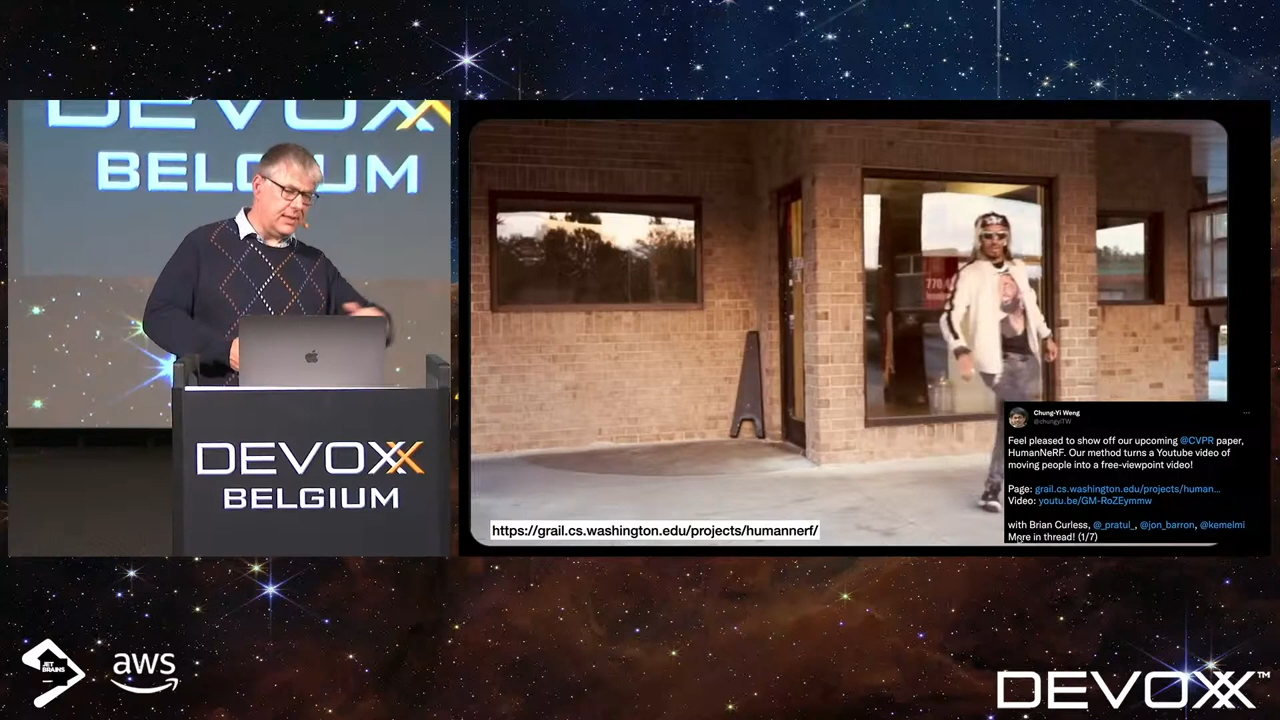 DEVOXX
BELGIUM
DEVOXX
BELGIUM
770
Chung-Yi Weng
@chungyiTW
Feel pleased to show off our upcoming @CVPR paper,
HumanNeRF. Our method turns a Youtube video of
moving people into a free-viewpoint video!
Page: grail.cs.washington.edu/projects/human...
Video: youtu.be/GM-RoZEymmw
with Brian Curless, @_pratul_, @jon_barron, @kemelmi
More in thread! (1/7)
https://grail.cs.washington.edu/projects/humannerf/
JET
BRAINS
aws
DEVOXX™